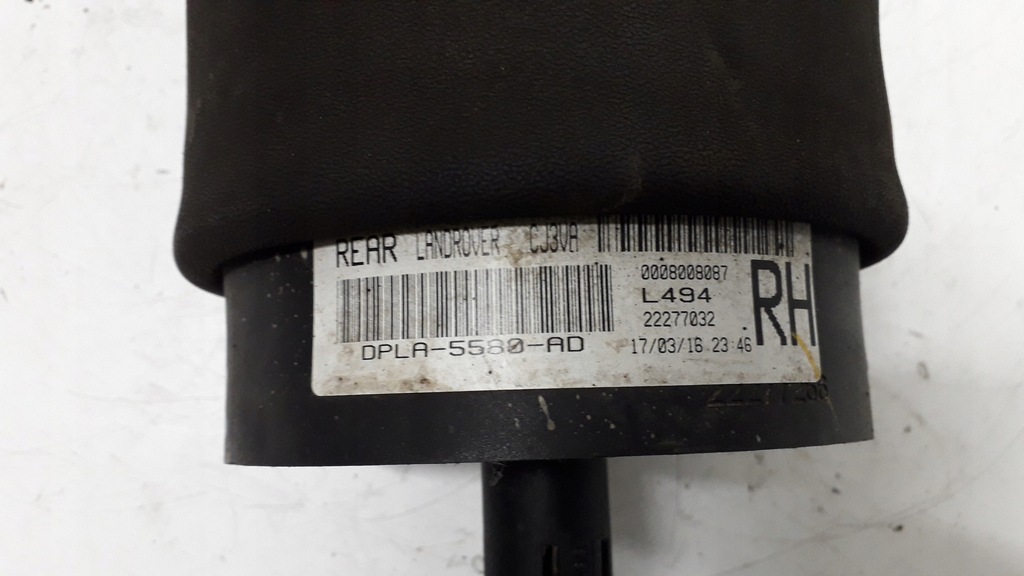 REAR LANDROVER CJ3VA
0008008087
L494
22277032
RH
DPLA-5580-AD
17/03/16 23:46